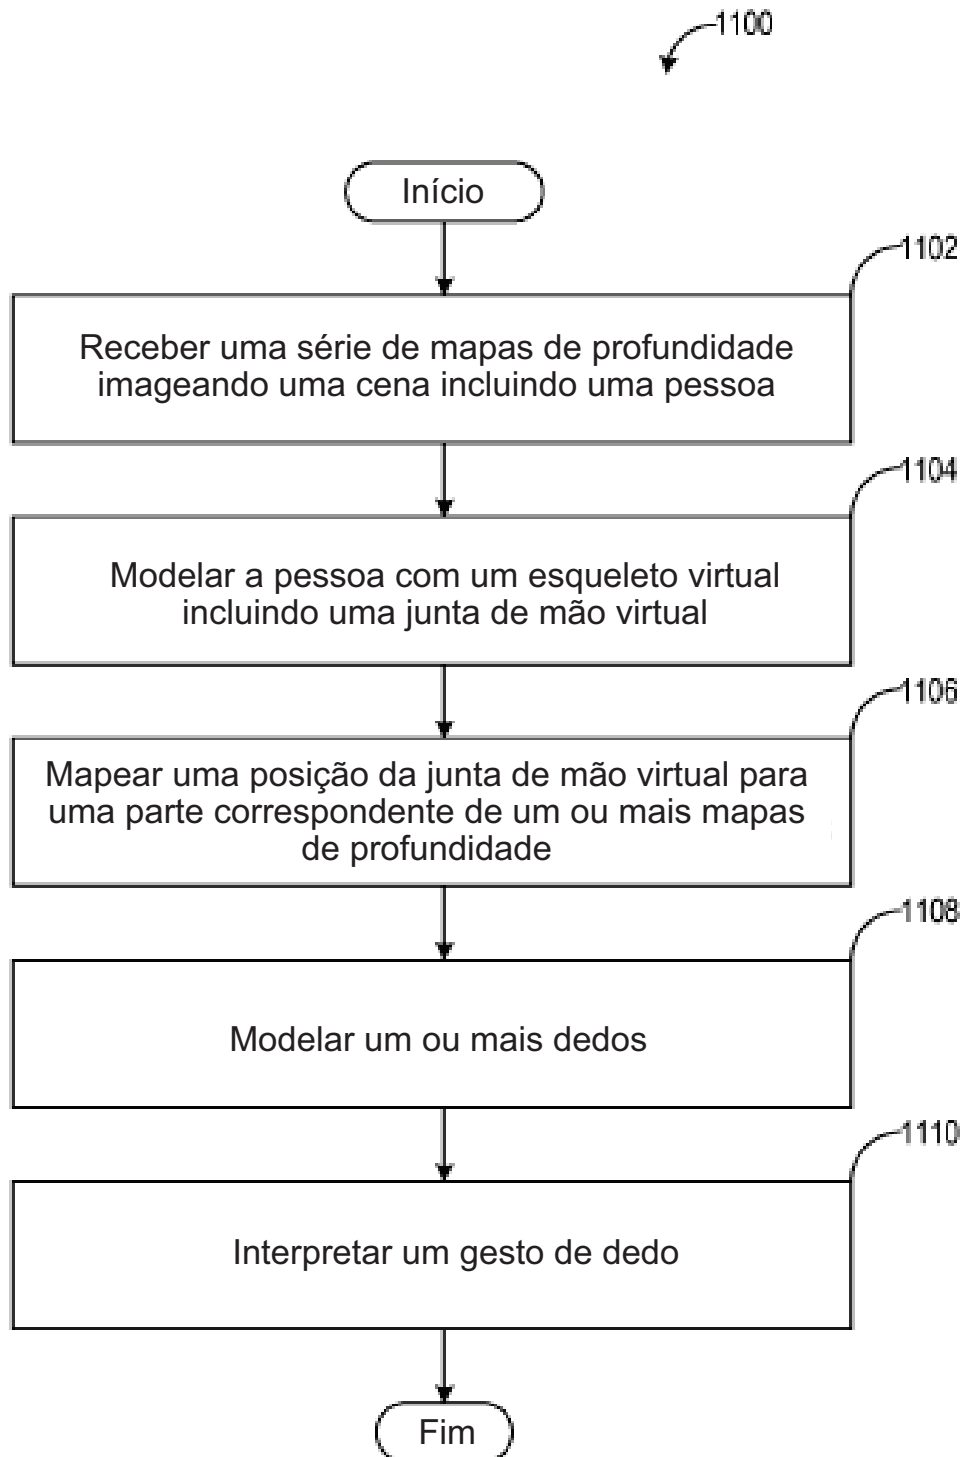 1100
Início
1102
Receber uma série de mapas de profundidade
imageando uma cena incluindo uma pessoa
1104
Modelar a pessoa com um esqueleto virtual
incluindo uma junta de mão virtual
1106
Mapear uma posição da junta de mão virtual para
uma parte correspondente de um ou mais mapas
de profundidade
1108
Modelar um ou mais dedos
1110
Interpretar um gesto de dedo
Fim